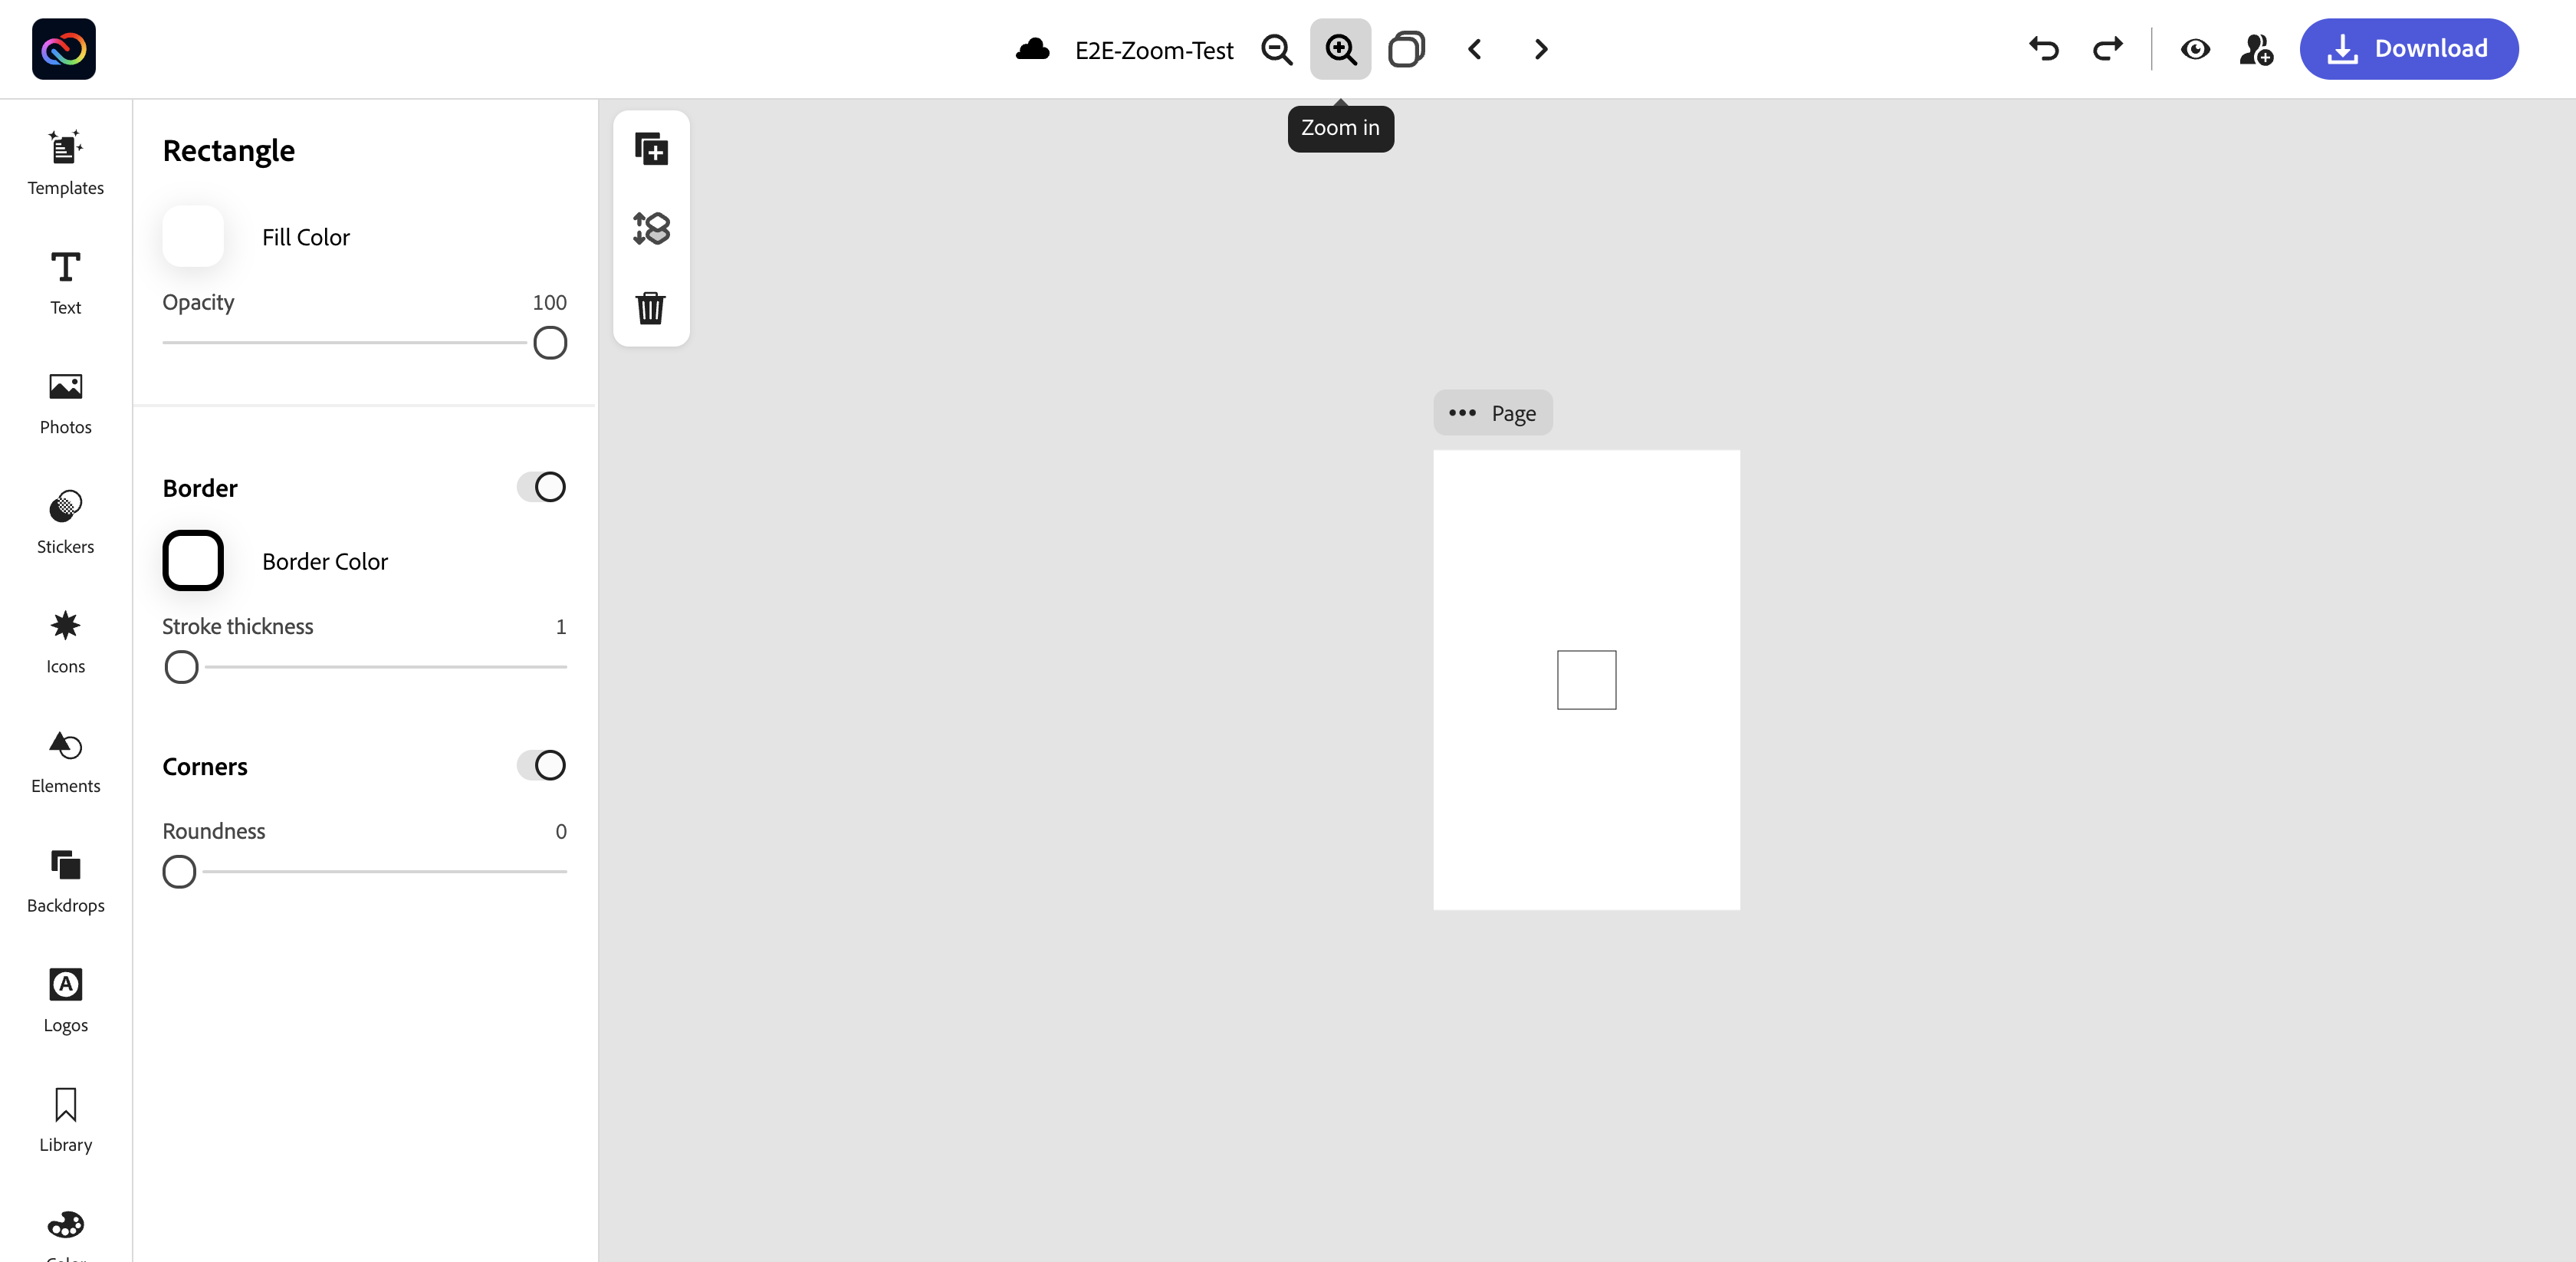 E2E-Zoom-Test
Download
Zoom in
Templates
Text
Photos
Stickers
Icons
Elements
Backdrops
Logos
Library
Rectangle
Fill Color
Opacity 100
Border
Border Color
Stroke thickness 1
Corners
Roundness 0
Page